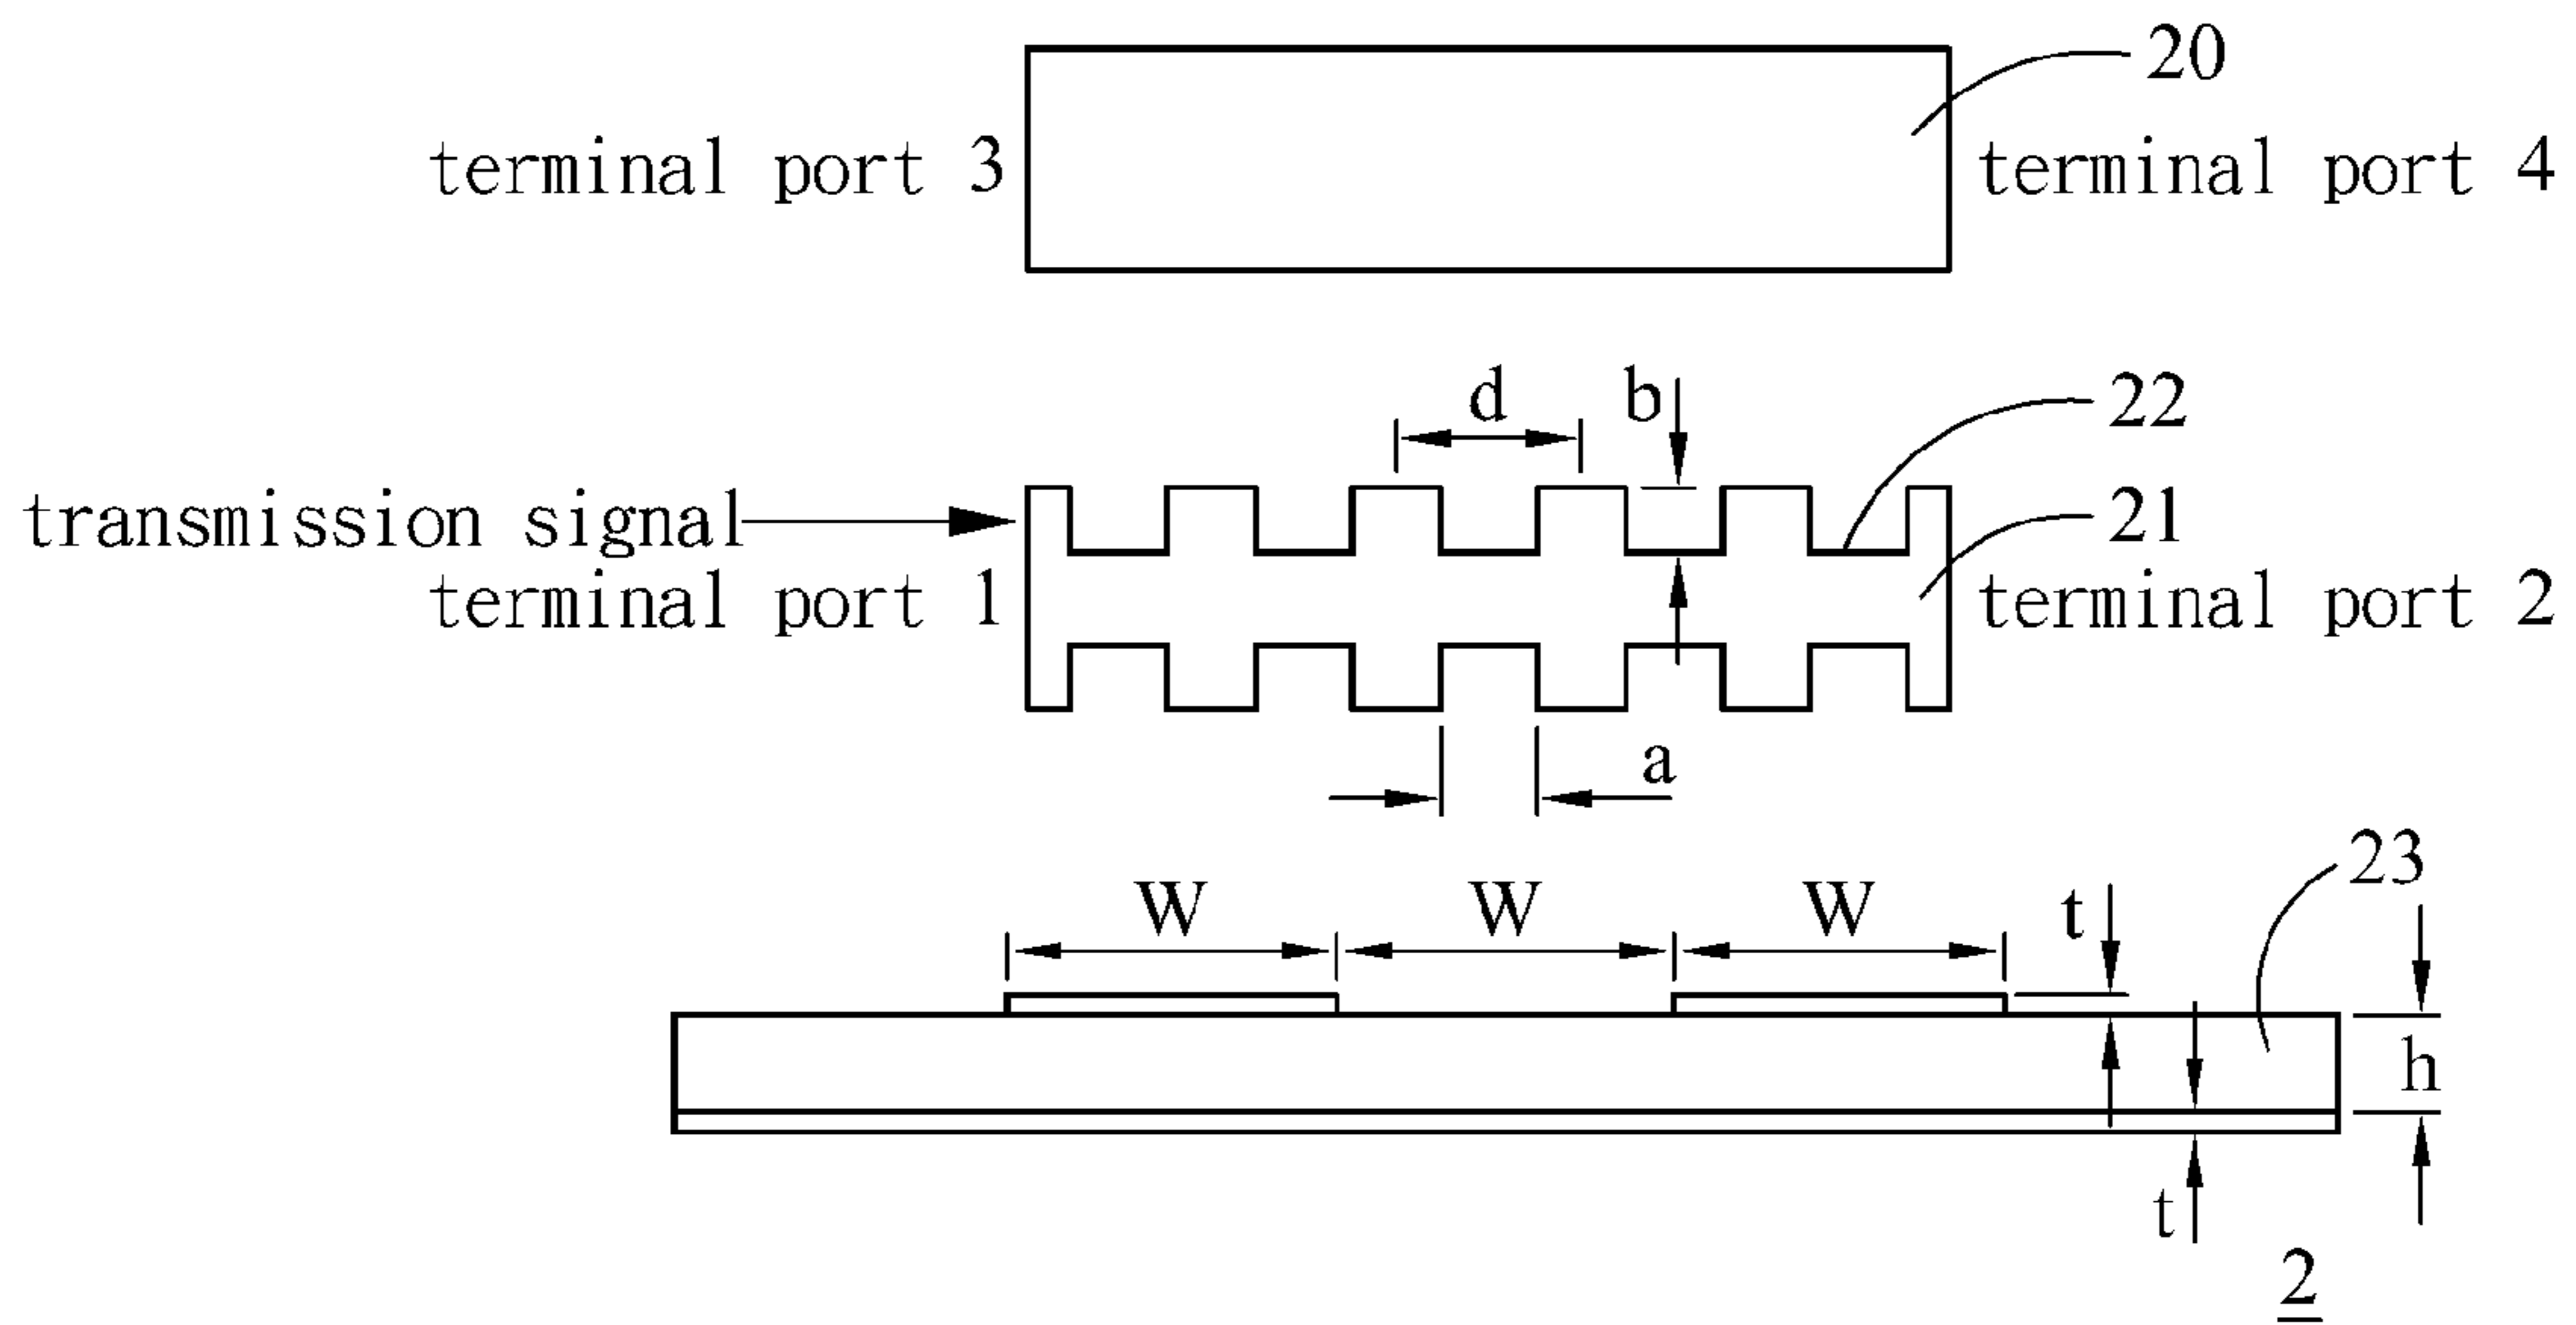 20
terminal port 3
terminal port 4
d
b
22
transmission signal
21
terminal port 1
terminal port 2
a
23
W W W
t
h
t
2